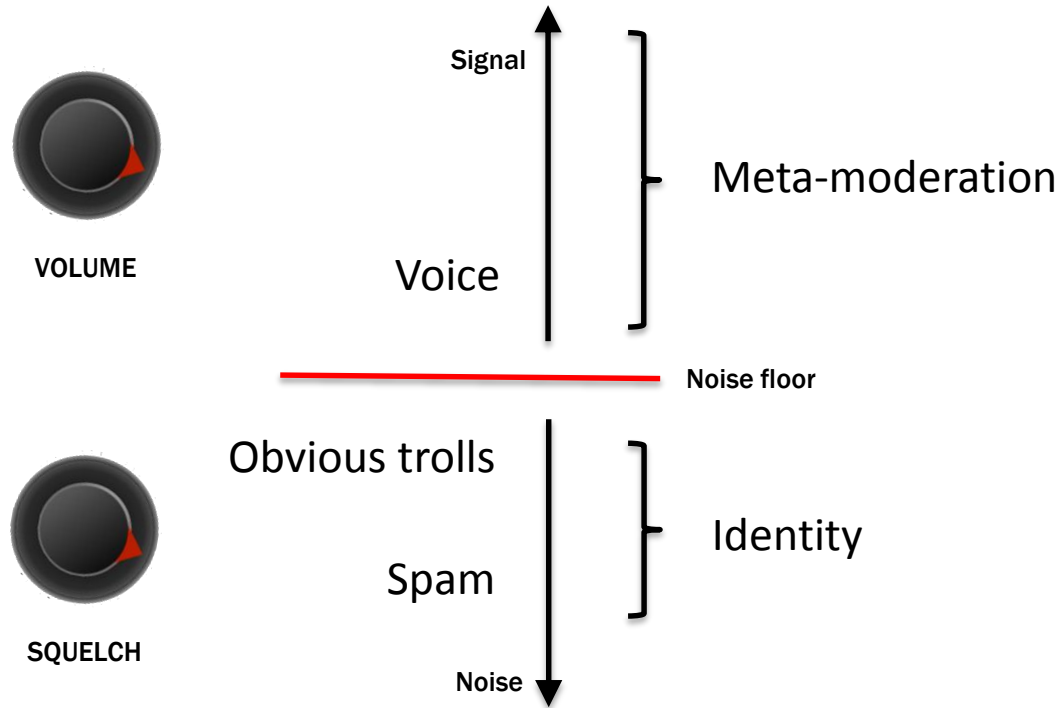 Signal
Meta-moderation
VOLUME
Voice
Noise floor
Obvious trolls
Identity
Spam
SQUELCH
Noise